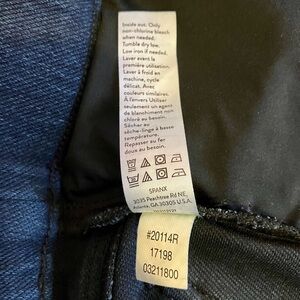 Inside out. Only
non-chlorine bleach
when needed.
Tumble dry low.
Low iron if needed.
Laver avant la
première utilisation.
Laver à froid en
machine, cycle
délicat. Avec
couleurs similaires.
À l'envers Utiliser
seulement un agent
de blanchiment non
chloré au besoin.
Sécher au
sèche-linge à basse
température.
Repasser au fer
doux au besoin.
SPANX
3035 Peachtree Rd NE,
Atlanta, GA 30305 U.S.A.
#20114R
17198
03211800